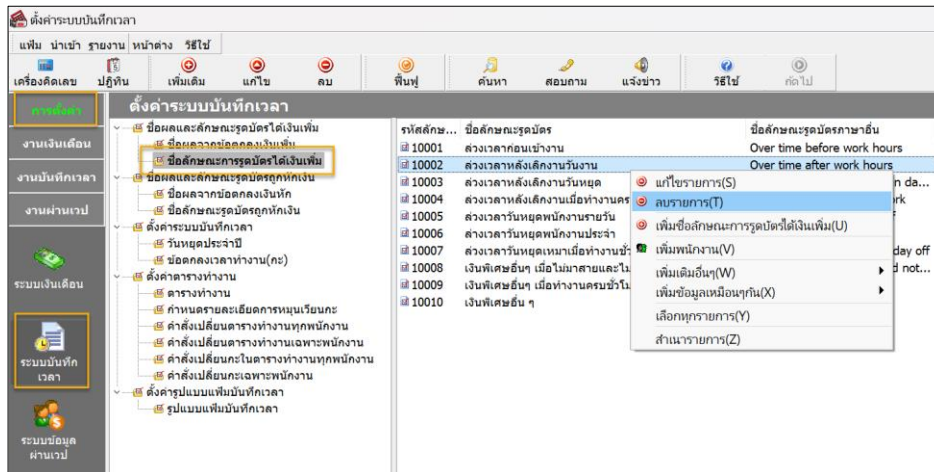 ตั้งค่าระบบบันทึกเวลา
แฟ้ม นำเข้า รายงาน หน้าต่าง วิธีใช้
เครื่องคิดเลข ปฏิทิน เพิ่มเติม แก้ไข ลบ ฟื้นฟู ค้นหา สอบถาม แจ้งข่าว วิธีใช้ ถัดไป
การตั้งค่า
งานเงินเดือน
งานบันทึกเวลา
งานผ่านเวป
ระบบเงินเดือน
ระบบบันทึก
เวลา
ระบบข้อมูล
ผ่านเวป
ตั้งค่าระบบบันทึกเวลา
ชื่อผลและลักษณะรูดบัตรได้เงินเพิ่ม
ชื่อผลจากข้อตกลงเงินเพิ่ม
ชื่อลักษณะการรูดบัตรได้เงินเพิ่ม
ชื่อผลและลักษณะรูดบัตรถูกหักเงิน
ชื่อผลจากข้อตกลงเงินหัก
ชื่อลักษณะรูดบัตรถูกหักเงิน
ตั้งค่าระบบบันทึกเวลา
วันหยุดประจำปี
ข้อตกลงเวลาทำงาน(กะ)
ตั้งค่าตารางทำงาน
ตารางทำงาน
กำหนดรายละเอียดการหมุนเวียนกะ
คำสั่งเปลี่ยนตารางทำงานทุกพนักงาน
คำสั่งเปลี่ยนตารางทำงานเฉพาะพนักงาน
คำสั่งเปลี่ยนกะในตารางทำงานทุกพนักงาน
คำสั่งเปลี่ยนกะเฉพาะพนักงาน
ตั้งค่ารูปแบบแฟ้มบันทึกเวลา
รูปแบบแฟ้มบันทึกเวลา
รหัสลักษ... ชื่อลักษณะรูดบัตร ชื่อลักษณะรูดบัตรภาษาอื่น
10001 ล่วงเวลาก่อนเข้างาน Over time before work hours
10002 ล่วงเวลาหลังเลิกงานวันงาน Over time after work hours
10003 ล่วงเวลาหลังเลิกงานวันหยุด n da...
10004 ล่วงเวลาหลังเลิกงานเมื่อทำงานคร rk
10005 ล่วงเวลาวันหยุดพนักงานรายวัน
10006 ล่วงเวลาวันหยุดพนักงานประจำ
10007 ล่วงเวลาวันหยุดเหมาเมื่อทำงานชั่ว day off
10008 เงินพิเศษอื่นๆ เมื่อไม่มาสายและไม d not...
10009 เงินพิเศษอื่นๆ เมื่อทำงานครบชั่วโม
10010 เงินพิเศษอื่น ๆ
แก้ไขรายการ(S)
ลบรายการ(T)
เพิ่มชื่อลักษณะการรูดบัตรได้เงินเพิ่ม(U)
เพิ่มพนักงาน(V)
เพิ่มเติมอื่นๆ(W)
เพิ่มข้อมูลเหมือนๆกัน(X)
เลือกทุกรายการ(Y)
สำเนารายการ(Z)